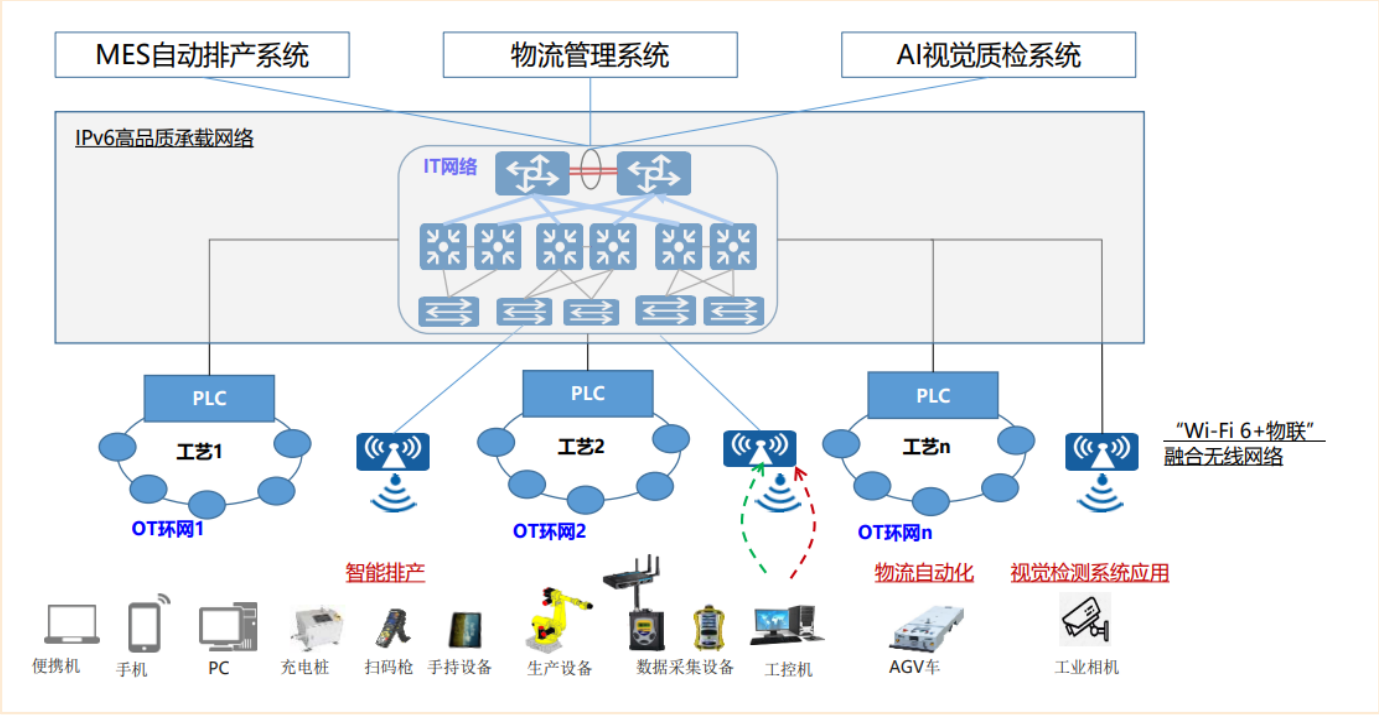 MES自动排产系统
物流管理系统
AI视觉质检系统
IPv6高品质承载网络
IT网络
PLC
PLC
PLC
工艺1
工艺2
工艺n
“Wi-Fi 6+物联”
融合无线网络
OT环网1
OT环网2
OT环网n
智能排产
物流自动化
视觉检测系统应用
便携机
手机
PC
充电桩
扫码枪
手持设备
生产设备
数据采集设备
工控机
AGV车
工业相机